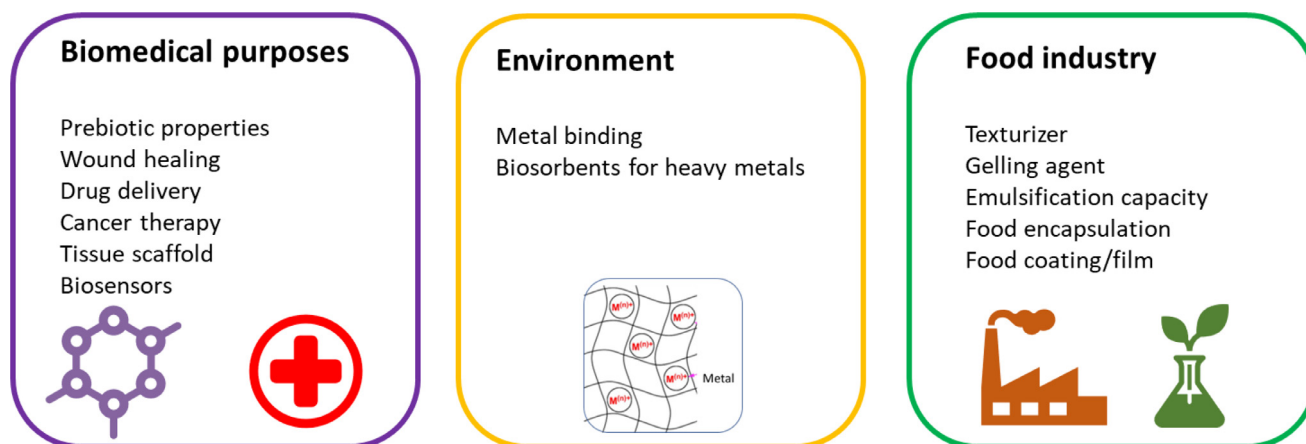 Biomedical purposes
Prebiotic properties
Wound healing
Drug delivery
Cancer therapy
Tissue scaffold
Biosensors
Environment
Metal binding
Biosorbents for heavy metals
M(n)+
M(n)+
M(n)+
M(n)+
M(n)+
Metal
Food industry
Texturizer
Gelling agent
Emulsification capacity
Food encapsulation
Food coating/film